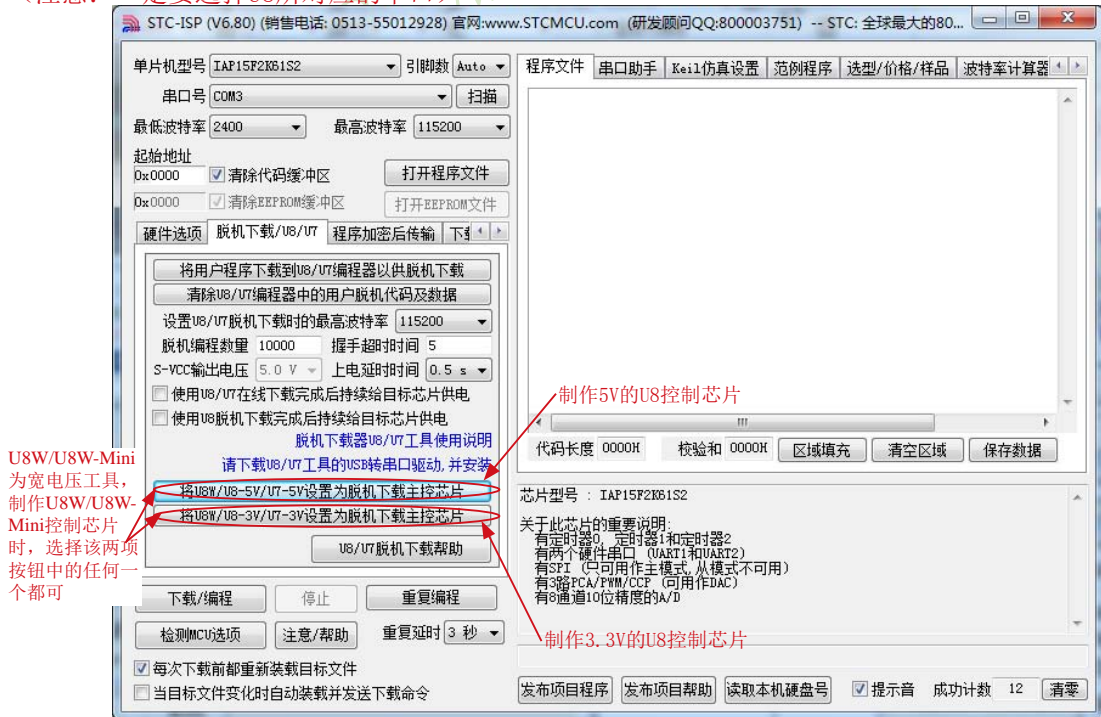 STC-ISP (V6.80) (销售电话: 0513-55012928) 官网:www.STCMCU.com (研发顾问QQ:800003751) -- STC: 全球最大的80...
单片机型号 IAP15F2K61S2 引脚数 Auto
串口号 COM3 扫描
最低波特率 2400 最高波特率 115200
起始地址
0x0000 清除代码缓冲区 打开程序文件
0x0000 清除EEPROM缓冲区 打开EEPROM文件
硬件选项 脱机下载/U8/U7 程序加密后传输
将用户程序下载到U8/U7编程器以供脱机下载
清除U8/U7编程器中的用户脱机代码及数据
设置U8/U7脱机下载时的最高波特率 115200
脱机编程数量 10000 握手超时时间 5
S-VCC输出电压 5.0 V 上电延时时间 0.5 s
使用U8/U7在线下载完成后持续给目标芯片供电
使用U8脱机下载完成后持续给目标芯片供电
脱机下载器U8/U7工具使用说明
请下载U8/U7工具的USB转串口驱动,并安装
将U8W/U8-5V/U7-5V设置为脱机下载主控芯片
将U8W/U8-3V/U7-3V设置为脱机下载主控芯片
U8/U7脱机下载帮助
下载/编程 停止 重复编程
检测MCU选项 注意/帮助 重复延时 3 秒
每次下载前都重新装载目标文件
当目标文件变化时自动装载并发送下载命令
U8W/U8W-Mini
为宽电压工具，
制作U8W/U8W-
Mini控制芯片
时，选择该两项
按钮中的任何一
个都可
程序文件 串口助手 Keil仿真设置 范例程序 选型/价格/样品 波特率计算器
制作5V的U8控制芯片
代码长度 0000H 校验和 0000H 区域填充 清空区域 保存数据
芯片型号 : IAP15F2K61S2
关于此芯片的重要说明:
有定时器0, 定时器1和定时器2
有两个硬件串口 (UART1和UART2)
有SPI (只可用作主模式,从模式不可用)
有3路PCA/PWM/CCP (可用作DAC)
有8通道10位精度的A/D
制作3.3V的U8控制芯片
发布项目程序 发布项目帮助 读取本机硬盘号 提示音 成功计数 12 清零